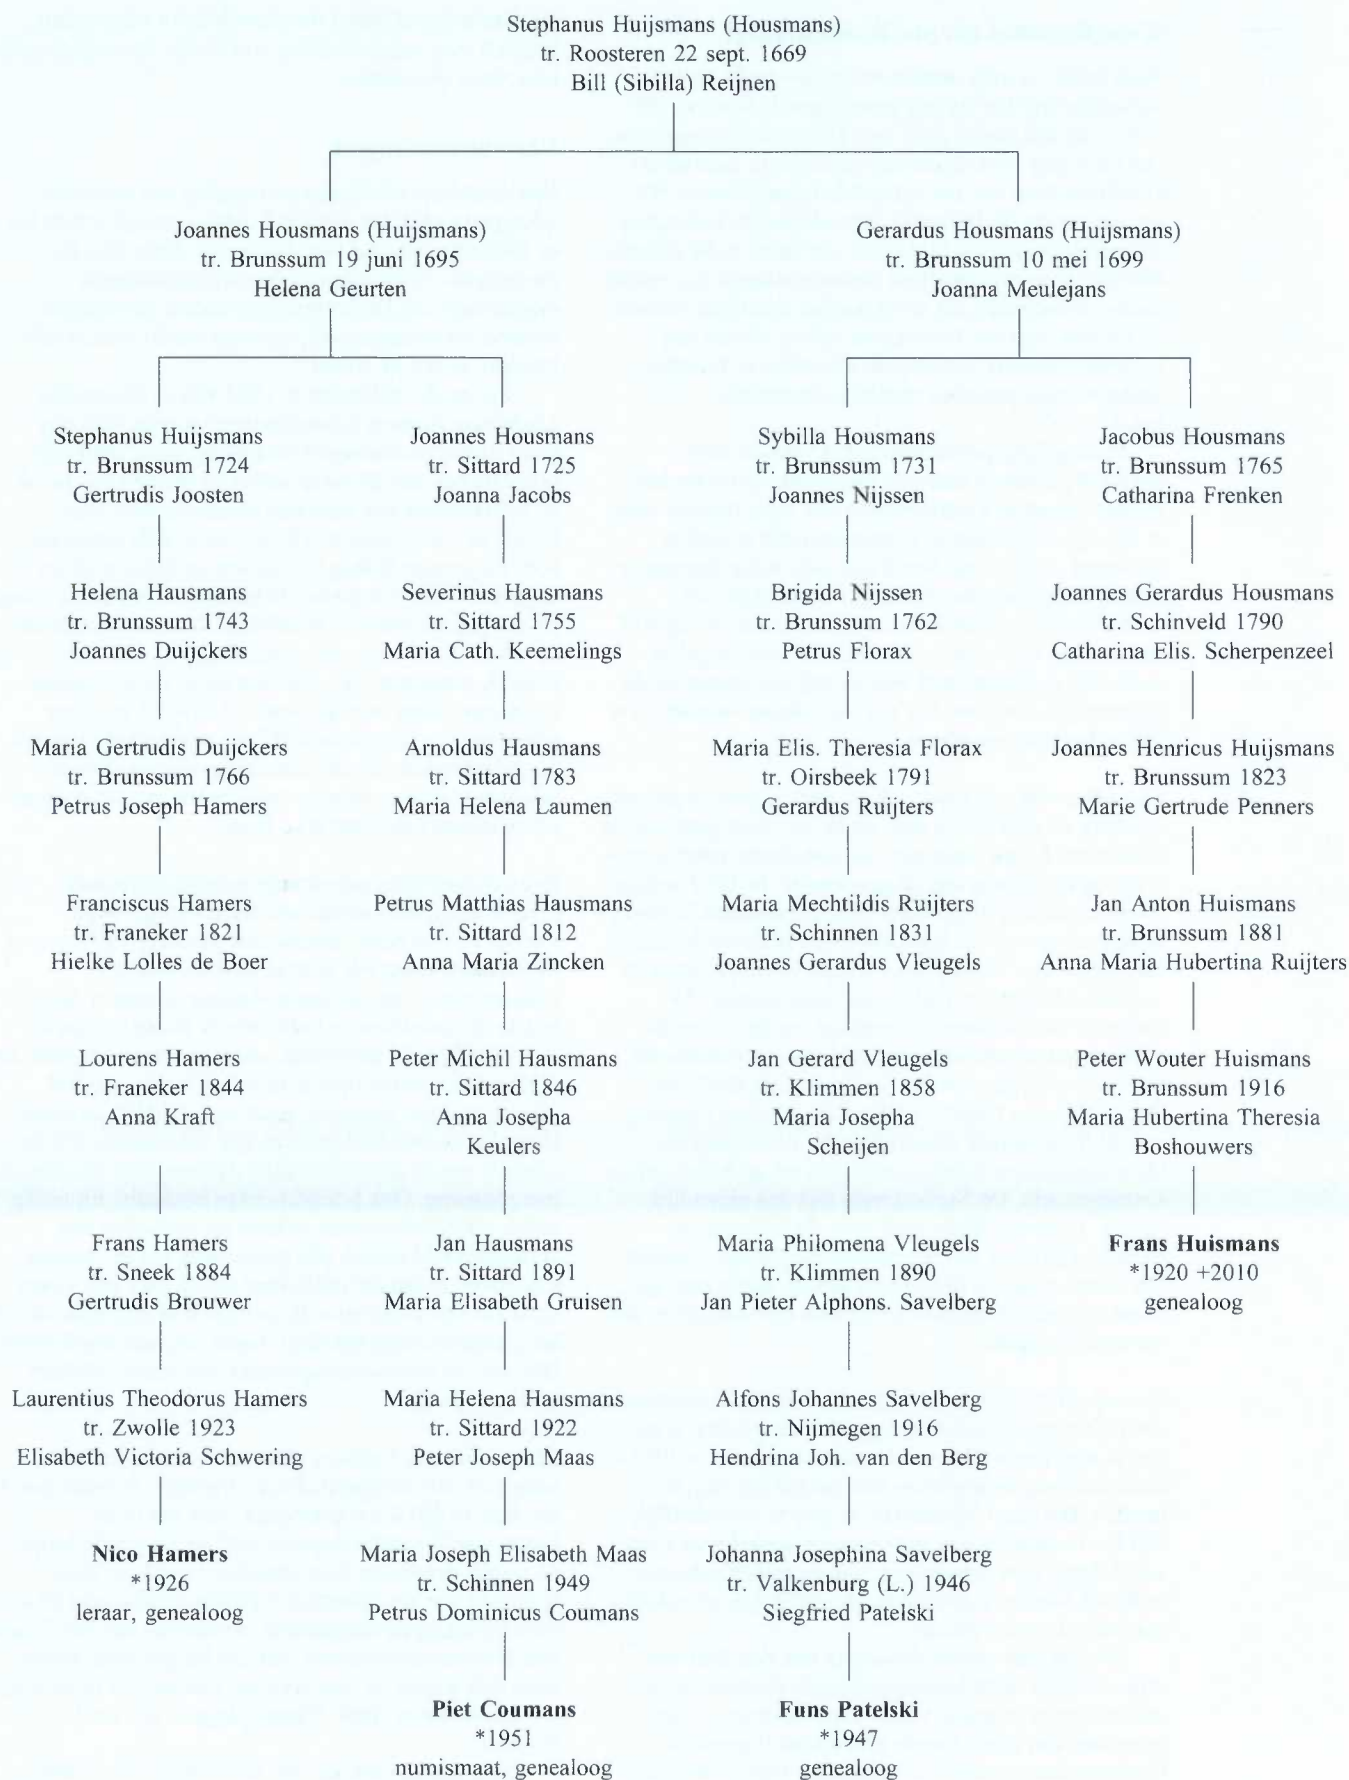 Stephanus Huijsmans (Housmans)
tr. Roosteren 22 sept. 1669
Bill (Sibilla) Reijnen
Joannes Housmans (Huijsmans)
tr. Brunssum 19 juni 1695
Helena Geurten
Gerardus Housmans (Huijsmans)
tr. Brunssum 10 mei 1699
Joanna Meulejans
Stephanus Huijsmans
tr. Brunssum 1724
Gertrudis Joosten
Joannes Housmans
tr. Sittard 1725
Joanna Jacobs
Sybilla Housmans
tr. Brunssum 1731
Joannes Nijssen
Jacobus Housmans
tr. Brunssum 1765
Catharina Frenken
Helena Hausmans
tr. Brunssum 1743
Joannes Duijckers
Severinus Hausmans
tr. Sittard 1755
Maria Cath. Keemelings
Brigida Nijssen
tr. Brunssum 1762
Petrus Florax
Joannes Gerardus Housmans
tr. Schinveld 1790
Catharina Elis. Scherpenzeel
Maria Gertrudis Duijckers
tr. Brunssum 1766
Petrus Joseph Hamers
Arnoldus Hausmans
tr. Sittard 1783
Maria Helena Laumen
Maria Elis. Theresia Florax
tr. Oirsbeek 1791
Gerardus Ruijters
Joannes Henricus Huijsmans
tr. Brunssum 1823
Marie Gertrude Penners
Franciscus Hamers
tr. Franeker 1821
Hielke Lolles de Boer
Petrus Matthias Hausmans
tr. Sittard 1812
Anna Maria Zincken
Maria Mechtildis Ruijters
tr. Schinnen 1831
Joannes Gerardus Vleugels
Jan Anton Huismans
tr. Brunssum 1881
Anna Maria Hubertina Ruijters
Lourens Hamers
tr. Franeker 1844
Anna Kraft
Peter Michil Hausmans
tr. Sittard 1846
Anna Josepha
Keulers
Jan Gerard Vleugels
tr. Klimmen 1858
Maria Josepha
Scheijen
Peter Wouter Huismans
tr. Brunssum 1916
Maria Hubertina Theresia
Boshouwers
Frans Hamers
tr. Sneek 1884
Gertrudis Brouwer
Jan Hausmans
tr. Sittard 1891
Maria Elisabeth Gruisen
Maria Philomena Vleugels
tr. Klimmen 1890
Jan Pieter Alphons. Savelberg
Frans Huismans
*1920 +2010
genealoog
Laurentius Theodorus Hamers
tr. Zwolle 1923
Elisabeth Victoria Schwering
Maria Helena Hausmans
tr. Sittard 1922
Peter Joseph Maas
Alfons Johannes Savelberg
tr. Nijmegen 1916
Hendrina Joh. van den Berg
Nico Hamers
*1926
leraar, genealoog
Maria Joseph Elisabeth Maas
tr. Schinnen 1949
Petrus Dominicus Coumans
Johanna Josephina Savelberg
tr. Valkenburg (L.) 1946
Siegfried Patelski
Piet Coumans
*1951
numismaat, genealoog
Funs Patelski
*1947
genealoog